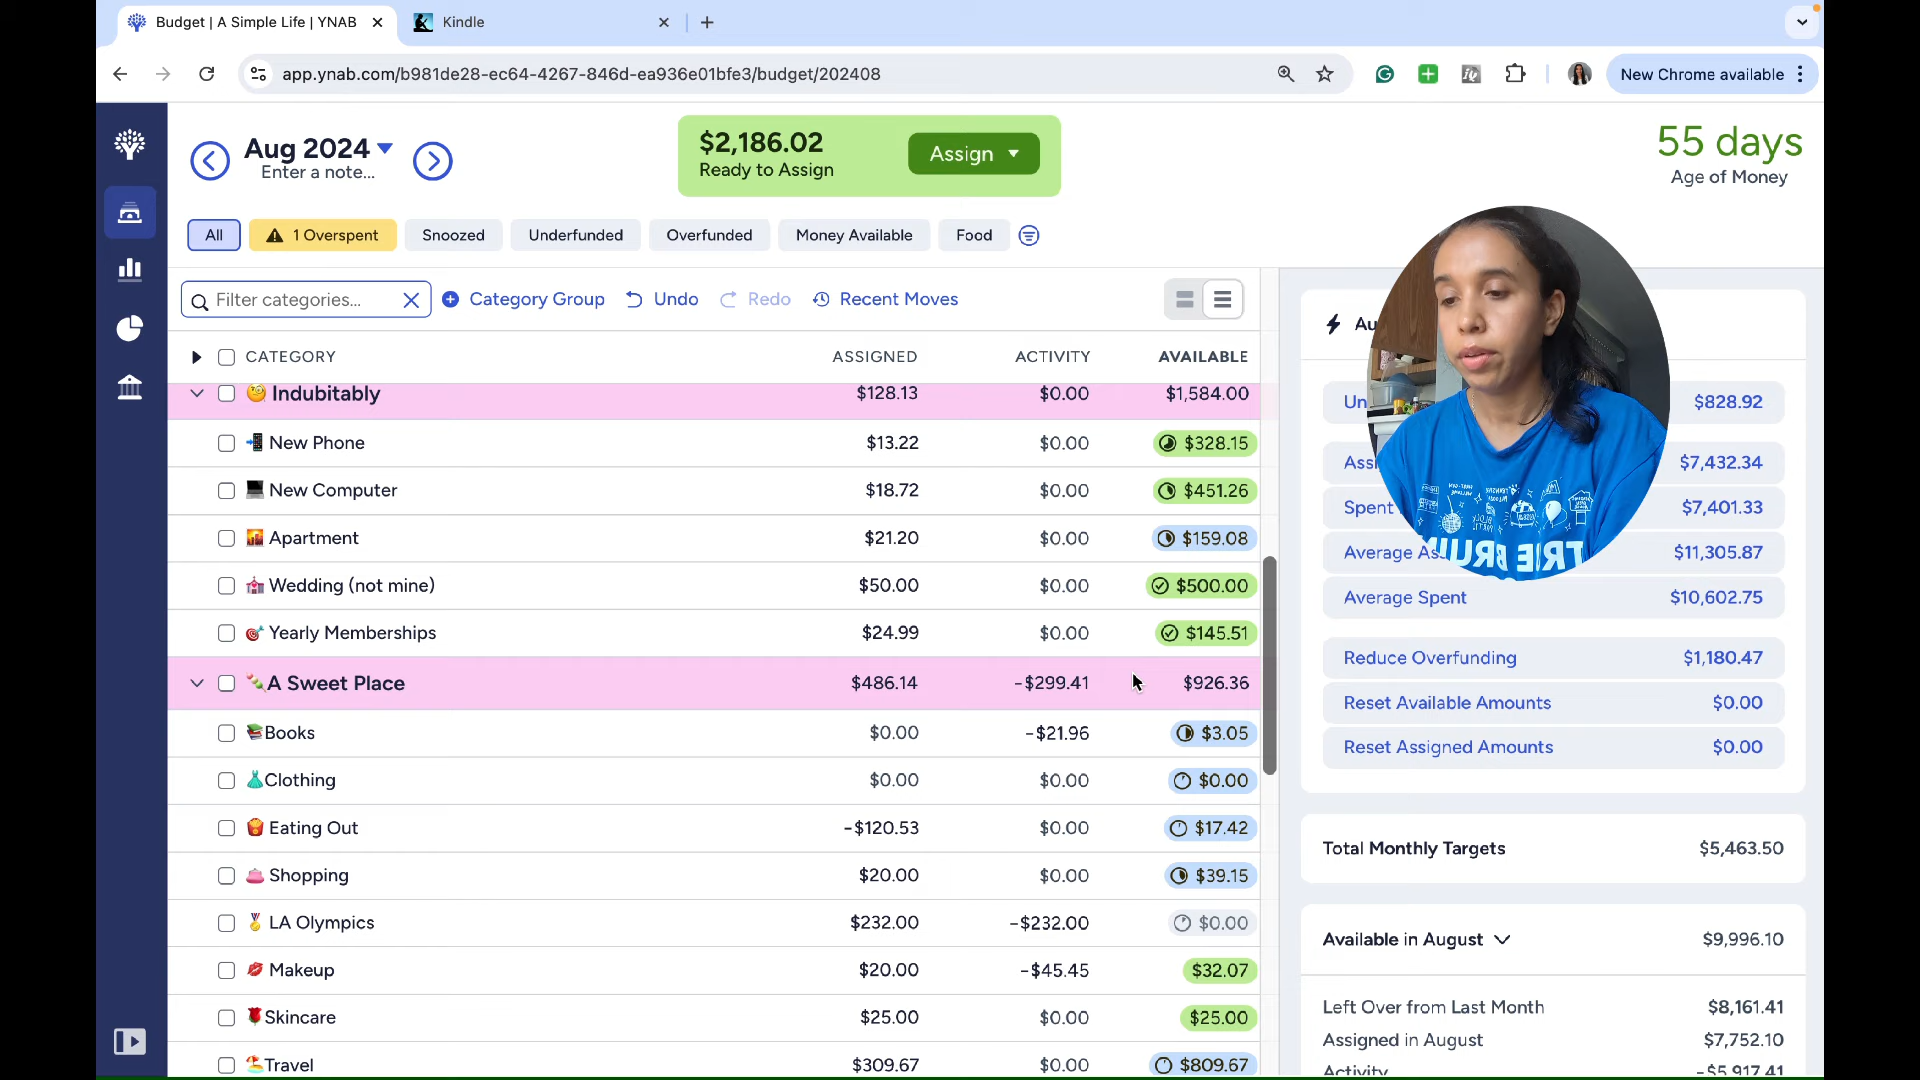 Budget | A Simple Life | YNAB
Kindle
app.ynab.com/b981de28-ec64-4267-846d-ea936e01bfe3/budget/202408
New Chrome available
Aug 2024
Enter a note...
$2,186.02
Ready to Assign
Assign
55 days
Age of Money
All
1 Overspent
Snoozed
Underfunded
Overfunded
Money Available
Food
Filter categories...
Category Group
Undo
Redo
Recent Moves
CATEGORY ASSIGNED ACTIVITY AVAILABLE
Indubitably $128.13 $0.00 $1,584.00
New Phone $13.22 $0.00 $328.15
New Computer $18.72 $0.00 $451.26
Apartment $21.20 $0.00 $159.08
Wedding (not mine) $50.00 $0.00 $500.00
Yearly Memberships $24.99 $0.00 $145.51
A Sweet Place $486.14 -$299.41 $926.36
Books $0.00 -$21.96 $3.05
Clothing $0.00 $0.00 $0.00
Eating Out -$120.53 $0.00 $17.42
Shopping $20.00 $0.00 $39.15
LA Olympics $232.00 -$232.00 $0.00
Makeup $20.00 -$45.45 $32.07
Skincare $25.00 $0.00 $25.00
Travel $309.67 $0.00 $809.67
Au
Un $828.92
Assi $7,432.34
Spent $7,401.33
Average As $11,305.87
Average Spent $10,602.75
Reduce Overfunding $1,180.47
Reset Available Amounts $0.00
Reset Assigned Amounts $0.00
Total Monthly Targets $5,463.50
Available in August $9,996.10
Left Over from Last Month $8,161.41
Assigned in August $7,752.10
Activity -$5,917.41